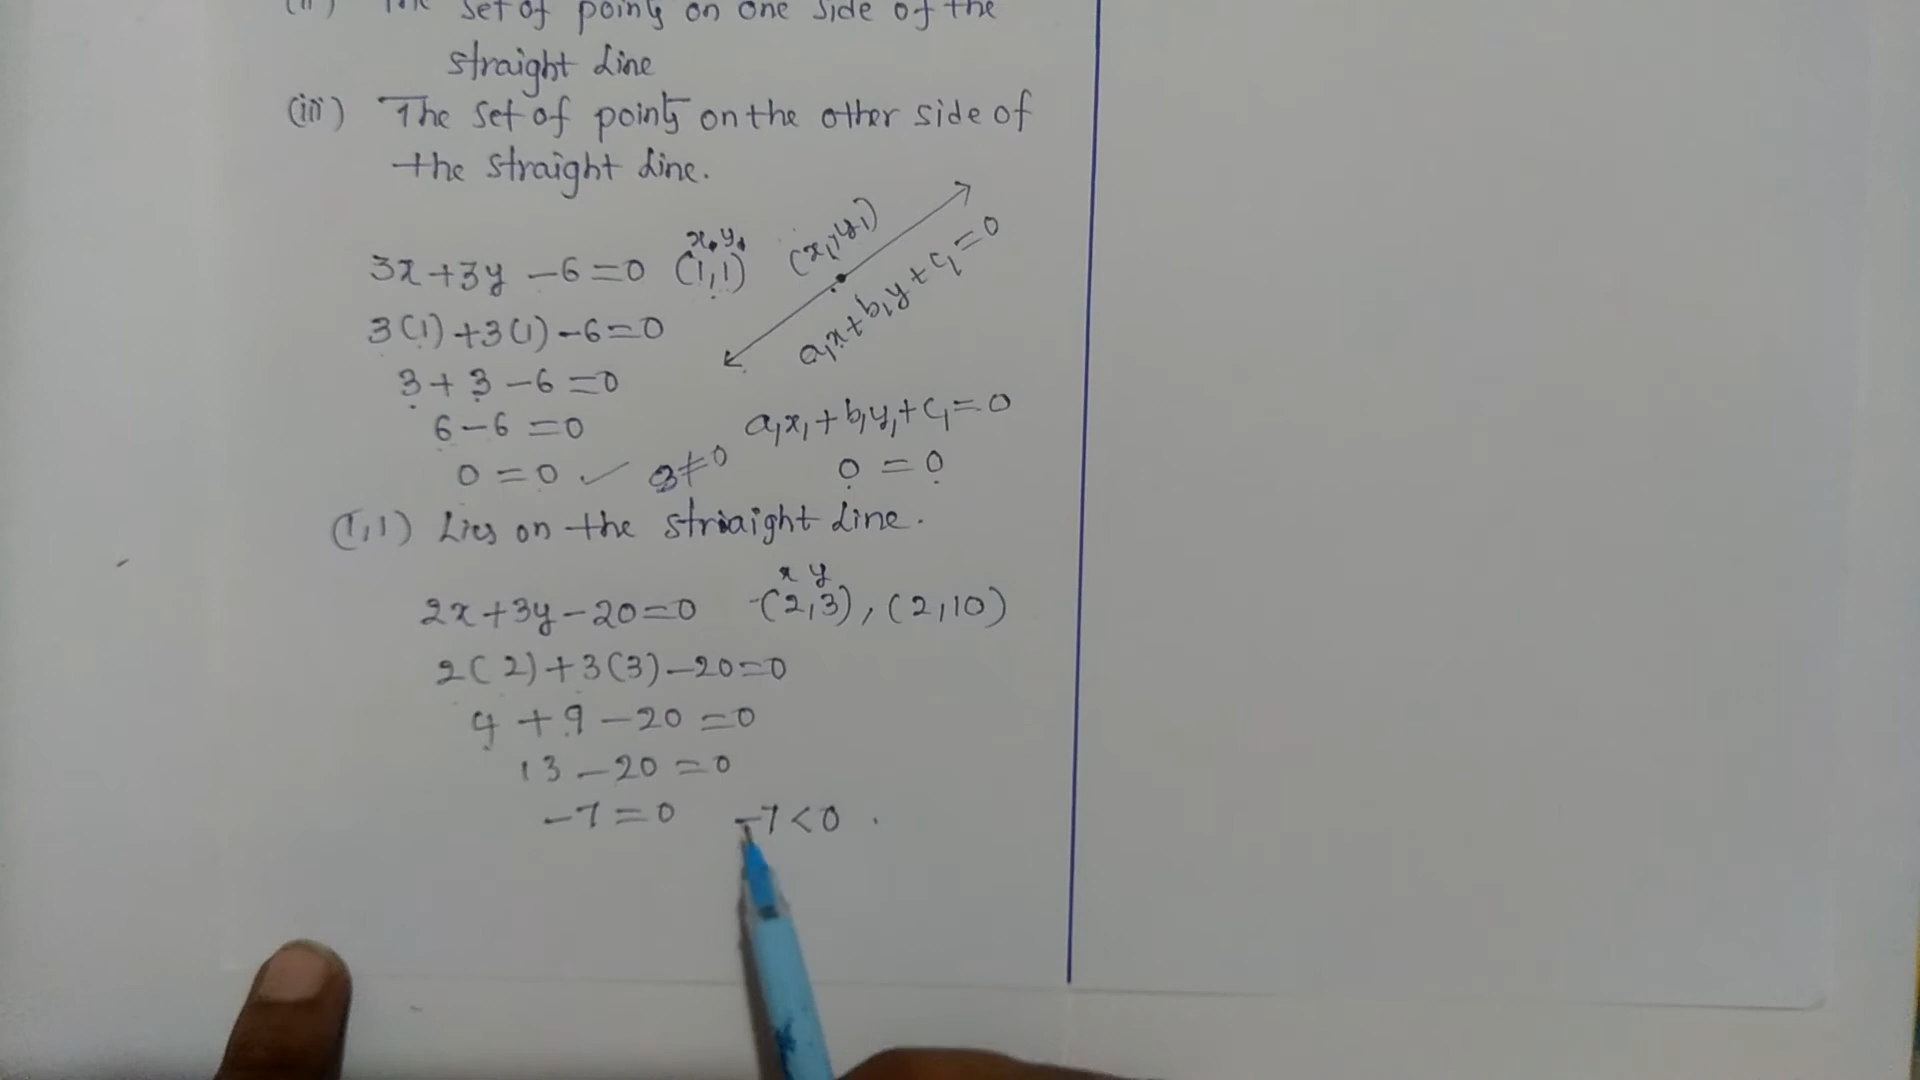 (ii) The set of points on one side of the
straight Line
(iii) The set of points on the other side of
the straight Line.
x₁ y₁
3x+3y-6=0 (1,1)
3(1)+3(1)-6=0
3+3-6=0
6-6=0
0=0 ✓ 3≠0
(x₁,y₁)
a₁x+b₁y+c₁=0
a₁x₁+b₁y₁+c₁=0
0=0
(1,1) Lies on the striaight Line.
x y
2x+3y-20=0 (2,3), (2,10)
2(2)+3(3)-20=0
4+9-20=0
13-20=0
-7=0 -7<0.